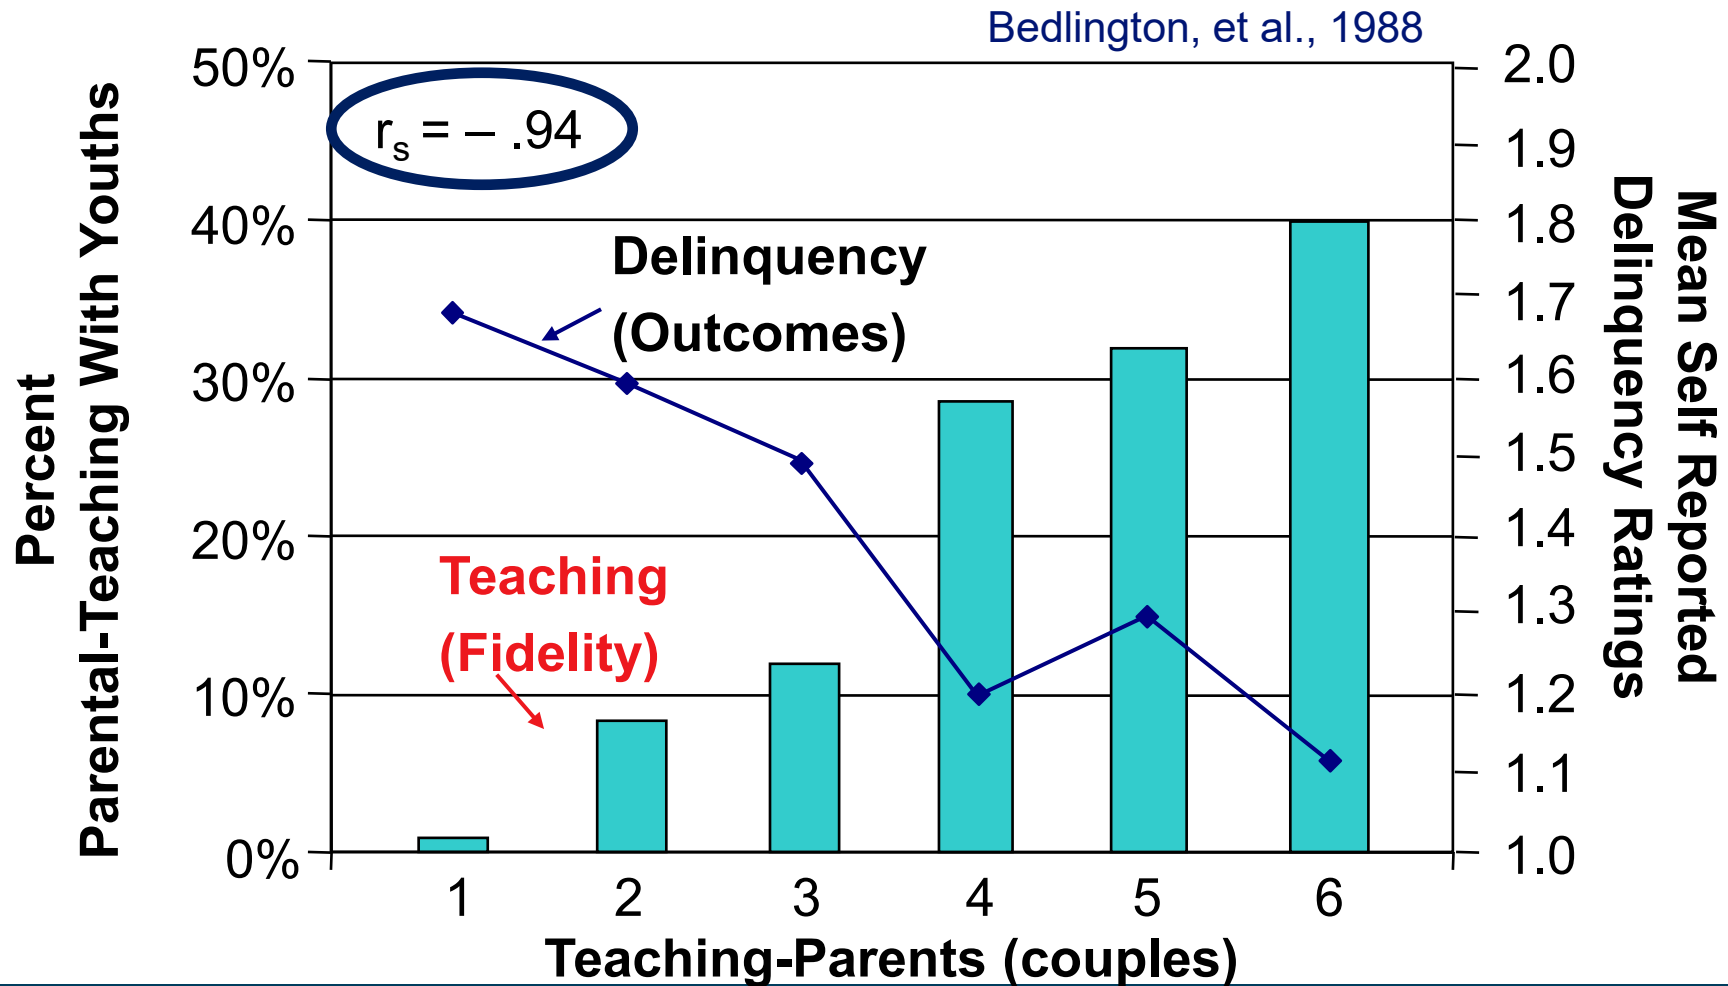 Bedlington, et al., 1988
Percent
Parental-Teaching With Youths
50%
40%
30%
20%
10%
0%
rs = – .94
Delinquency
(Outcomes)
Teaching
(Fidelity)
2.0
1.9
1.8
1.7
1.6
1.5
1.4
1.3
1.2
1.1
1.0
Mean Self Reported
Delinquency Ratings
1 2 3 4 5 6
Teaching-Parents (couples)